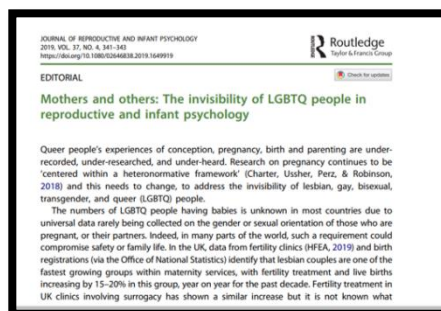 JOURNAL OF REPRODUCTIVE AND INFANT PSYCHOLOGY
2019, VOL. 37, NO. 4, 341–343
https://doi.org/10.1080/02646838.2019.1649919
Routledge
Taylor & Francis Group
EDITORIAL
Check for updates
Mothers and others: The invisibility of LGBTQ people in
reproductive and infant psychology
Queer people's experiences of conception, pregnancy, birth and parenting are under-
recorded, under-researched, and under-heard. Research on pregnancy continues to be
'centered within a heteronormative framework' (Charter, Ussher, Perz, & Robinson,
2018) and this needs to change, to address the invisibility of lesbian, gay, bisexual,
transgender, and queer (LGBTQ) people.
The numbers of LGBTQ people having babies is unknown in most countries due to
universal data rarely being collected on the gender or sexual orientation of those who are
pregnant, or their partners. Indeed, in many parts of the world, such a requirement could
compromise safety or family life. In the UK, data from fertility clinics (HFEA, 2019) and birth
registrations (via the Office of National Statistics) identify that lesbian couples are one of the
fastest growing groups within maternity services, with fertility treatment and live births
increasing by 15–20% in this group, year on year for the past decade. Fertility treatment in
UK clinics involving surrogacy has shown a similar increase but it is not known what